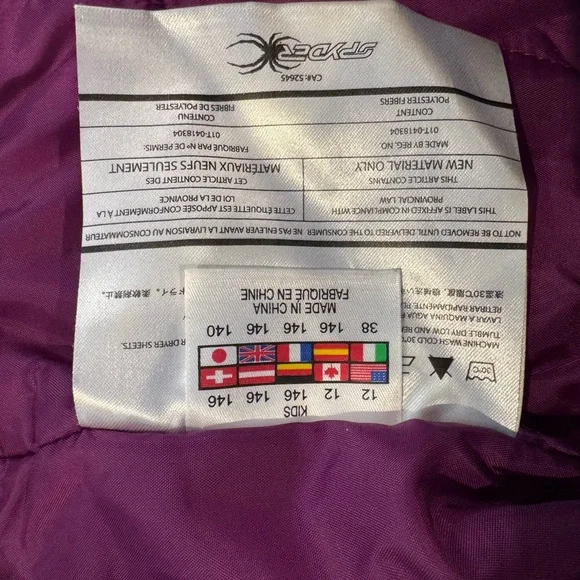 KIDS
12 12 146 146 146
38 146 146 146 140
MADE IN CHINA
FABRIQUÉ EN CHINE
MACHINE WASH COLD 30°C
TUMBLE DRY LOW AND REMOVE
DRYER SHEETS.
LAVAR A MAQUINA AGUA
RETIRAR RAPIDAMENTE
NOT TO BE REMOVED UNTIL DELIVERED TO THE CONSUMER NE PAS ENLEVER AVANT LA LIVRAISON AU CONSOMMATEUR
THIS LABEL IS AFFIXED IN COMPLIANCE WITH
PROVINCIAL LAW
CETTE ÉTIQUETTE EST APPOSÉE CONFORMÉMENT À LA
LOI DE LA PROVINCE
THIS ARTICLE CONTAINS
NEW MATERIAL ONLY
CET ARTICLE CONTIENT DES
MATÉRIAUX NEUFS SEULEMENT
MADE BY REG.NO
01T-0418304
FABRIQUÉ PAR Nº DE PERMIS:
01T-0418304
CONTENT
POLYESTER FIBERS
CONTENU
FIBRES DE POLYESTER
CA#: 52645
SPYDER